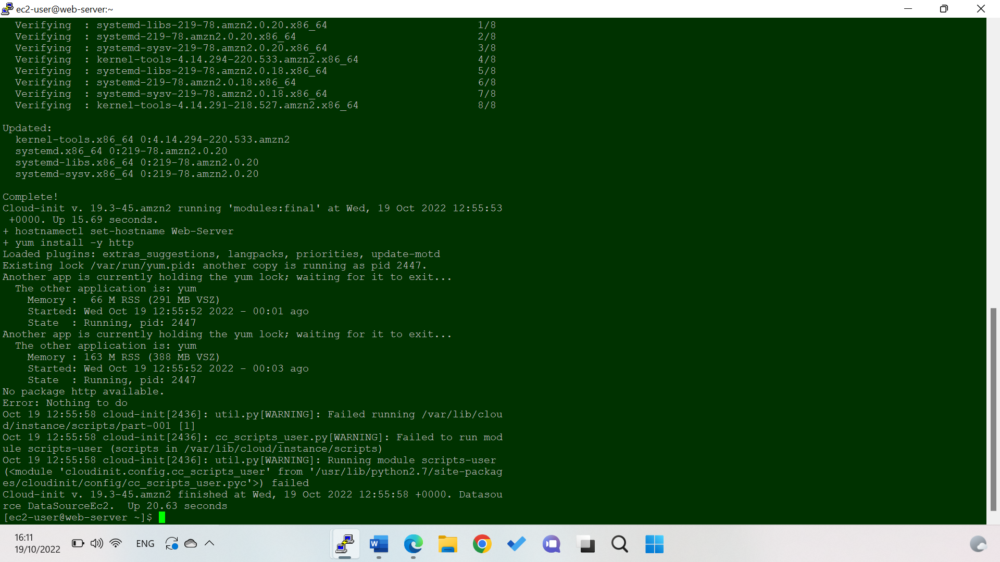 ec2-user@web-server:~
  Verifying  : systemd-libs-219-78.amzn2.0.20.x86_64                        1/8
  Verifying  : systemd-219-78.amzn2.0.20.x86_64                             2/8
  Verifying  : systemd-sysv-219-78.amzn2.0.20.x86_64                        3/8
  Verifying  : kernel-tools-4.14.294-220.533.amzn2.x86_64                   4/8
  Verifying  : systemd-libs-219-78.amzn2.0.18.x86_64                        5/8
  Verifying  : systemd-219-78.amzn2.0.18.x86_64                             6/8
  Verifying  : systemd-sysv-219-78.amzn2.0.18.x86_64                        7/8
  Verifying  : kernel-tools-4.14.291-218.527.amzn2.x86_64                   8/8

Updated:
  kernel-tools.x86_64 0:4.14.294-220.533.amzn2
  systemd.x86_64 0:219-78.amzn2.0.20
  systemd-libs.x86_64 0:219-78.amzn2.0.20
  systemd-sysv.x86_64 0:219-78.amzn2.0.20

Complete!
Cloud-init v. 19.3-45.amzn2 running 'modules:final' at Wed, 19 Oct 2022 12:55:53
 +0000. Up 15.69 seconds.
+ hostnamectl set-hostname Web-Server
+ yum install -y http
Loaded plugins: extras_suggestions, langpacks, priorities, update-motd
Existing lock /var/run/yum.pid: another copy is running as pid 2447.
Another app is currently holding the yum lock; waiting for it to exit...
  The other application is: yum
    Memory :  66 M RSS (291 MB VSZ)
    Started: Wed Oct 19 12:55:52 2022 - 00:01 ago
    State  : Running, pid: 2447
Another app is currently holding the yum lock; waiting for it to exit...
  The other application is: yum
    Memory : 163 M RSS (388 MB VSZ)
    Started: Wed Oct 19 12:55:52 2022 - 00:03 ago
    State  : Running, pid: 2447
No package http available.
Error: Nothing to do
Oct 19 12:55:58 cloud-init[2436]: util.py[WARNING]: Failed running /var/lib/clou
d/instance/scripts/part-001 [1]
Oct 19 12:55:58 cloud-init[2436]: cc_scripts_user.py[WARNING]: Failed to run mod
ule scripts-user (scripts in /var/lib/cloud/instance/scripts)
Oct 19 12:55:58 cloud-init[2436]: util.py[WARNING]: Running module scripts-user
(<module 'cloudinit.config.cc_scripts_user' from '/usr/lib/python2.7/site-packag
es/cloudinit/config/cc_scripts_user.pyc'>) failed
Cloud-init v. 19.3-45.amzn2 finished at Wed, 19 Oct 2022 12:55:58 +0000. Datasou
rce DataSourceEc2.  Up 20.63 seconds
[ec2-user@web-server ~]$
16:11
19/10/2022
ENG
W